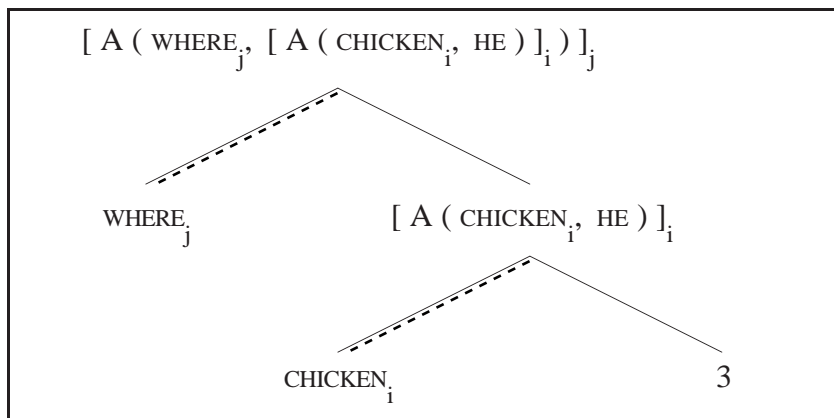 [ A ( WHERE_j, [ A ( CHICKEN_i, HE ) ]_i ) ]_j
WHERE_j [ A ( CHICKEN_i, HE ) ]_i
CHICKEN_i 3